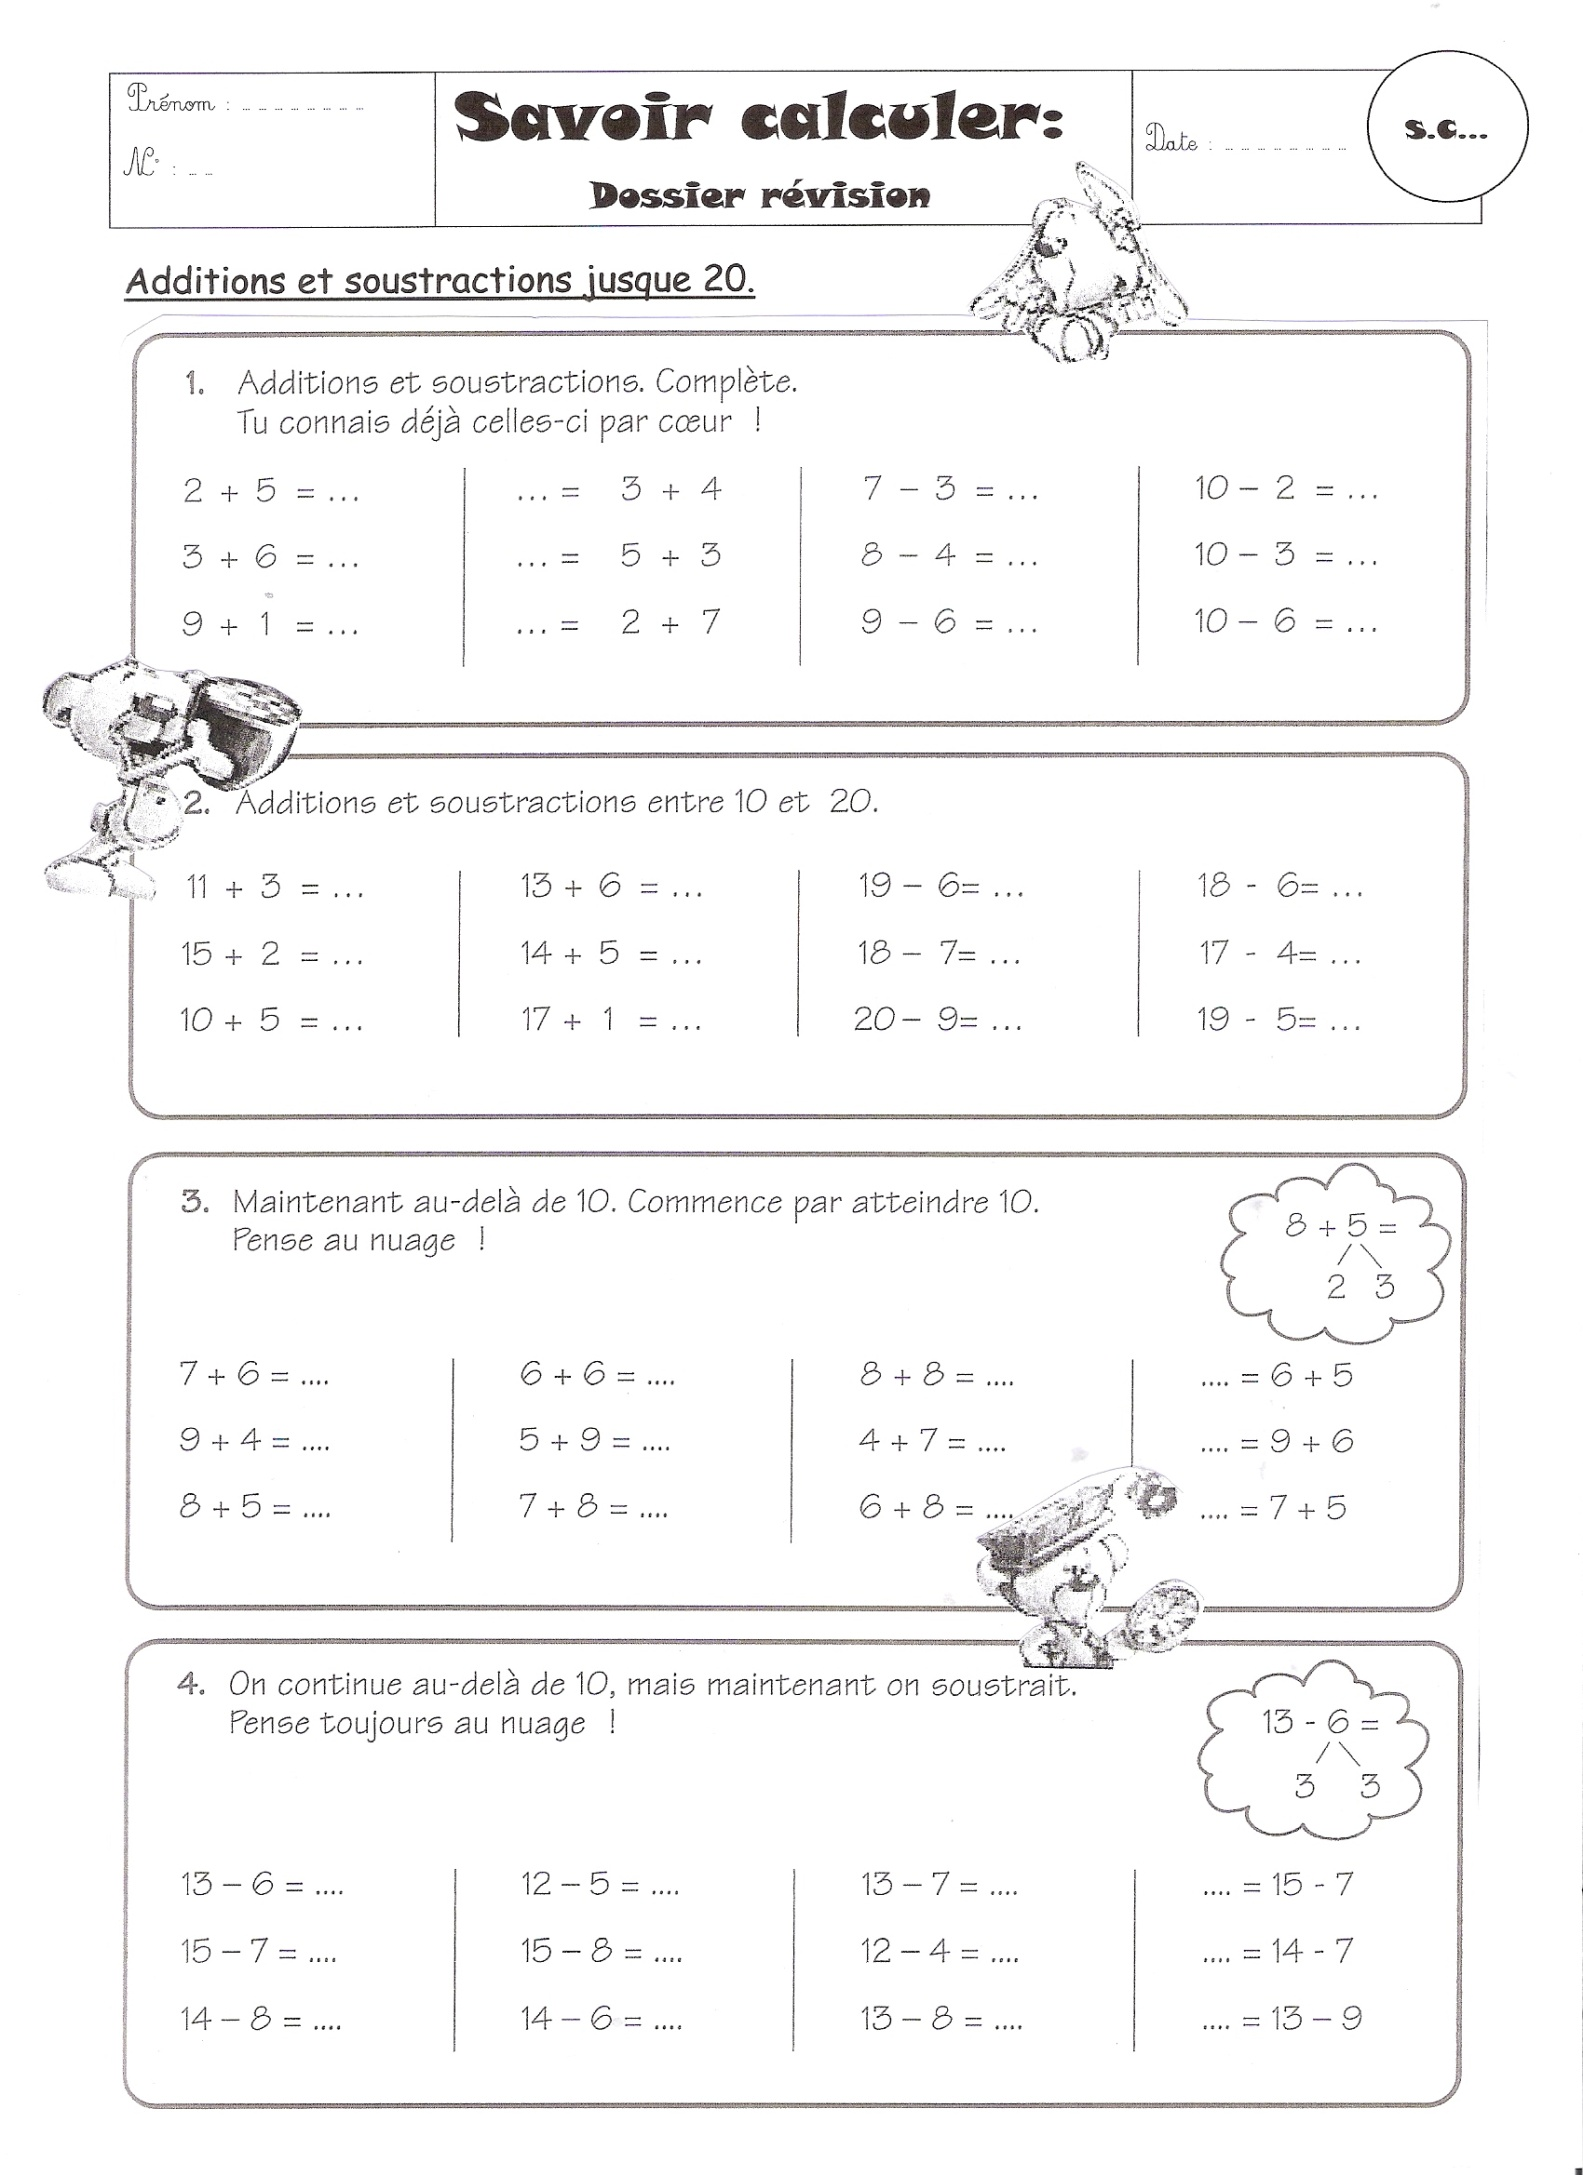 Prénom : _ _ _ _ _ _ _ _
N° : _ _
Savoir calculer:
Dossier révision
Date : _ _ _ _ _ _ _ _
s.c...
Additions et soustractions jusque 20.
1. Additions et soustractions. Complète.
Tu connais déjà celles-ci par cœur !
2 + 5 = ... ... = 3 + 4 7 – 3 = ... 10 – 2 = ...
3 + 6 = ... ... = 5 + 3 8 – 4 = ... 10 – 3 = ...
9 + 1 = ... ... = 2 + 7 9 – 6 = ... 10 – 6 = ...
2. Additions et soustractions entre 10 et 20.
11 + 3 = ... 13 + 6 = ... 19 – 6= ... 18 - 6= ...
15 + 2 = ... 14 + 5 = ... 18 – 7= ... 17 - 4= ...
10 + 5 = ... 17 + 1 = ... 20 – 9= ... 19 - 5= ...
3. Maintenant au-delà de 10. Commence par atteindre 10.
Pense au nuage !
8 + 5 =
2 3
7 + 6 = .... 6 + 6 = .... 8 + 8 = .... .... = 6 + 5
9 + 4 = .... 5 + 9 = .... 4 + 7 = .... .... = 9 + 6
8 + 5 = .... 7 + 8 = .... 6 + 8 = .... .... = 7 + 5
4. On continue au-delà de 10, mais maintenant on soustrait.
Pense toujours au nuage !
13 - 6 =
3 3
13 – 6 = .... 12 – 5 = .... 13 – 7 = .... .... = 15 - 7
15 – 7 = .... 15 – 8 = .... 12 – 4 = .... .... = 14 - 7
14 – 8 = .... 14 – 6 = .... 13 – 8 = .... .... = 13 – 9